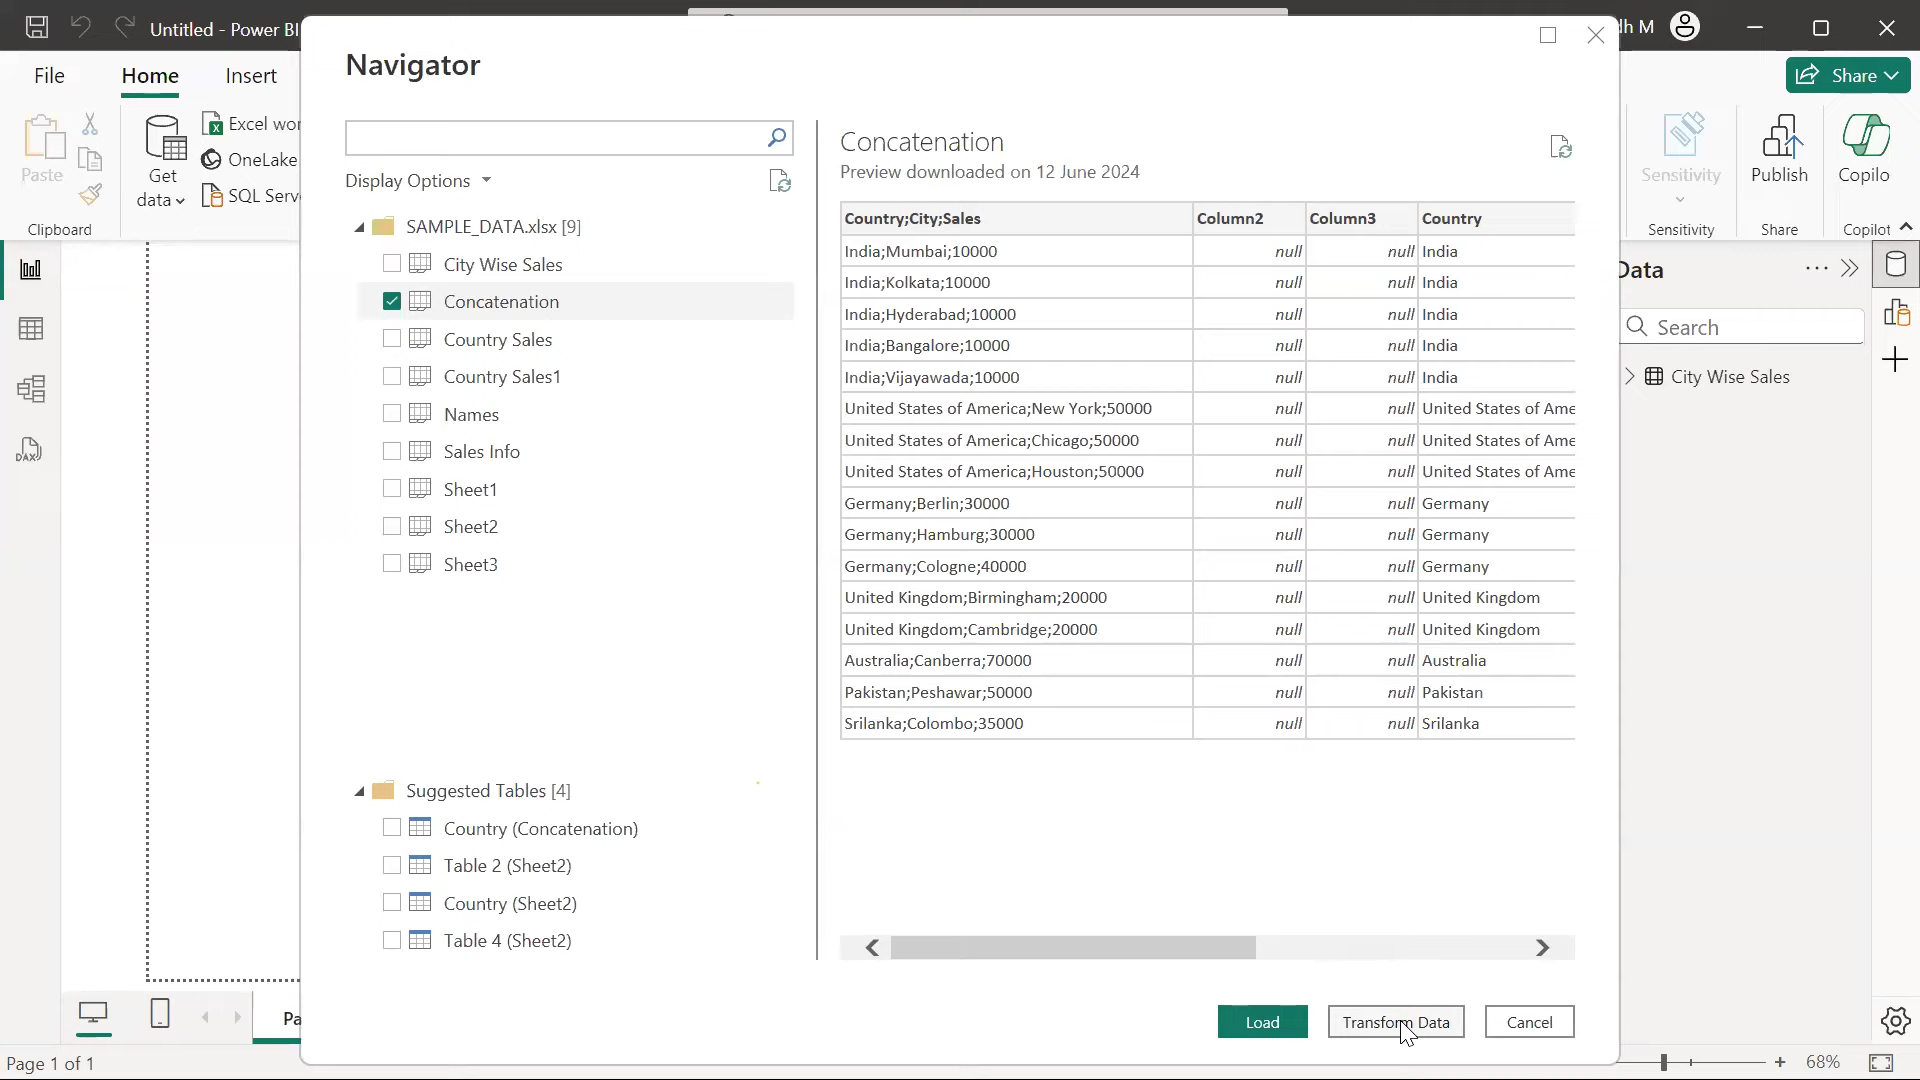 Untitled - Power BI
dh M
File
Home
Insert
Share
Paste
Clipboard
Get
data
Excel wor
OneLake
SQL Serv
Sensitivity
Sensitivity
Publish
Share
Copilo
Copilot
Navigator
Display Options
SAMPLE_DATA.xlsx [9]
City Wise Sales
Concatenation
Country Sales
Country Sales1
Names
Sales Info
Sheet1
Sheet2
Sheet3
Suggested Tables [4]
Country (Concatenation)
Table 2 (Sheet2)
Country (Sheet2)
Table 4 (Sheet2)
Concatenation
Preview downloaded on 12 June 2024
Country;City;Sales Column2 Column3 Country
India;Mumbai;10000 null null India
India;Kolkata;10000 null null India
India;Hyderabad;10000 null null India
India;Bangalore;10000 null null India
India;Vijayawada;10000 null null India
United States of America;New York;50000 null null United States of Ame
United States of America;Chicago;50000 null null United States of Ame
United States of America;Houston;50000 null null United States of Ame
Germany;Berlin;30000 null null Germany
Germany;Hamburg;30000 null null Germany
Germany;Cologne;40000 null null Germany
United Kingdom;Birmingham;20000 null null United Kingdom
United Kingdom;Cambridge;20000 null null United Kingdom
Australia;Canberra;70000 null null Australia
Pakistan;Peshawar;50000 null null Pakistan
Srilanka;Colombo;35000 null null Srilanka
Load
Transform Data
Cancel
Data
Search
City Wise Sales
DAX
Pa
Page 1 of 1
68%